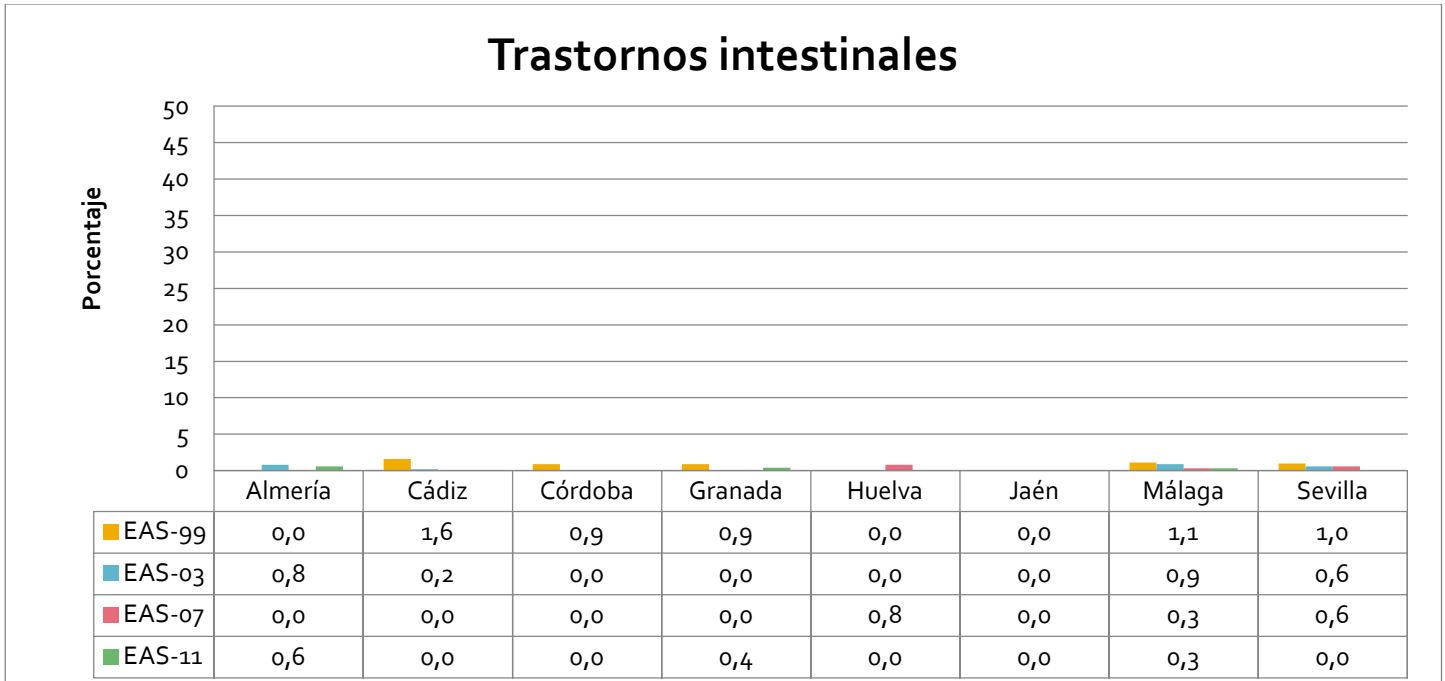 Trastornos intestinales
Porcentaje
50
45
40
35
30
25
20
15
10
5
0
Almería Cádiz Córdoba Granada Huelva Jaén Málaga Sevilla
EAS-99 0,0 1,6 0,9 0,9 0,0 0,0 1,1 1,0
EAS-03 0,8 0,2 0,0 0,0 0,0 0,0 0,9 0,6
EAS-07 0,0 0,0 0,0 0,0 0,8 0,0 0,3 0,6
EAS-11 0,6 0,0 0,0 0,4 0,0 0,0 0,3 0,0